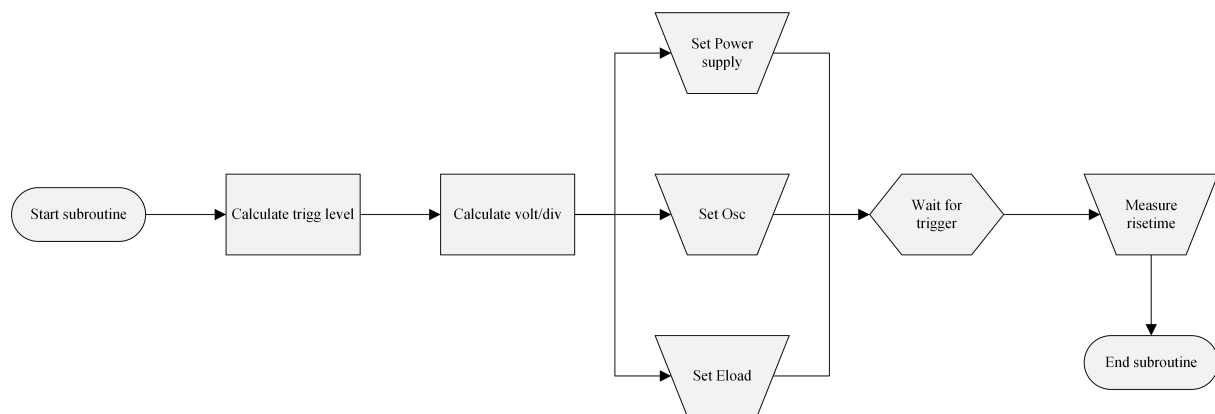 Start subroutine
Calculate trigg level
Calculate volt/div
Set Power
supply
Set Osc
Set Eload
Wait for
trigger
Measure
risetime
End subroutine